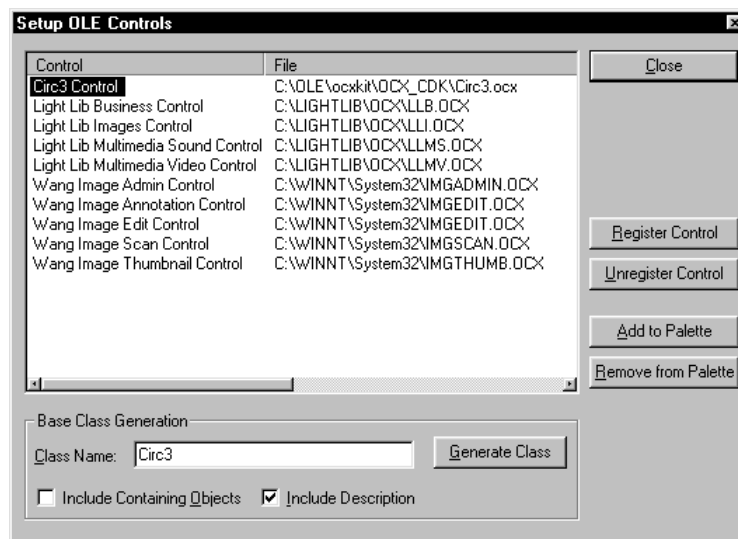 Setup OLE Controls
Control File
Circ3 Control C:\OLE\ocxkit\OCX_CDK\Circ3.ocx
Light Lib Business Control C:\LIGHTLIB\OCX\LLB.OCX
Light Lib Images Control C:\LIGHTLIB\OCX\LLI.OCX
Light Lib Multimedia Sound Control C:\LIGHTLIB\OCX\LLMS.OCX
Light Lib Multimedia Video Control C:\LIGHTLIB\OCX\LLMV.OCX
Wang Image Admin Control C:\WINNT\System32\IMGADMIN.OCX
Wang Image Annotation Control C:\WINNT\System32\IMGEDIT.OCX
Wang Image Edit Control C:\WINNT\System32\IMGEDIT.OCX
Wang Image Scan Control C:\WINNT\System32\IMGSCAN.OCX
Wang Image Thumbnail Control C:\WINNT\System32\IMGTHUMB.OCX
Close
Register Control
Unregister Control
Add to Palette
Remove from Palette
Base Class Generation
Class Name: Circ3 Generate Class
Include Containing Objects Include Description